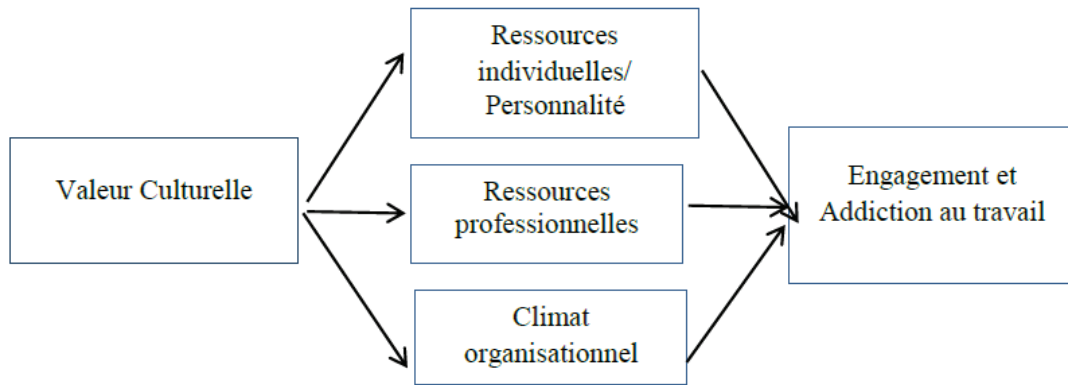 Valeur Culturelle
Ressources
individuelles/
Personnalité
Ressources
professionnelles
Climat
organisationnel
Engagement et
Addiction au travail